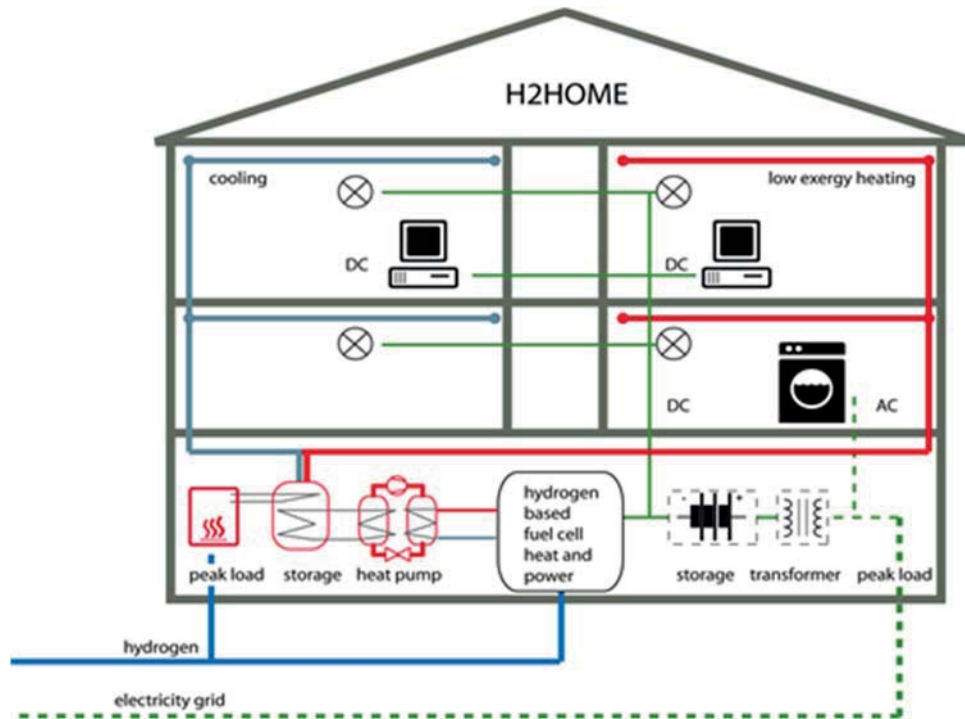 H2HOME
cooling
low exergy heating
DC
DC
DC
AC
hydrogen
based
fuel cell
heat and
power
- +
peak load
storage
heat pump
storage
transformer
peak load
hydrogen
electricity grid